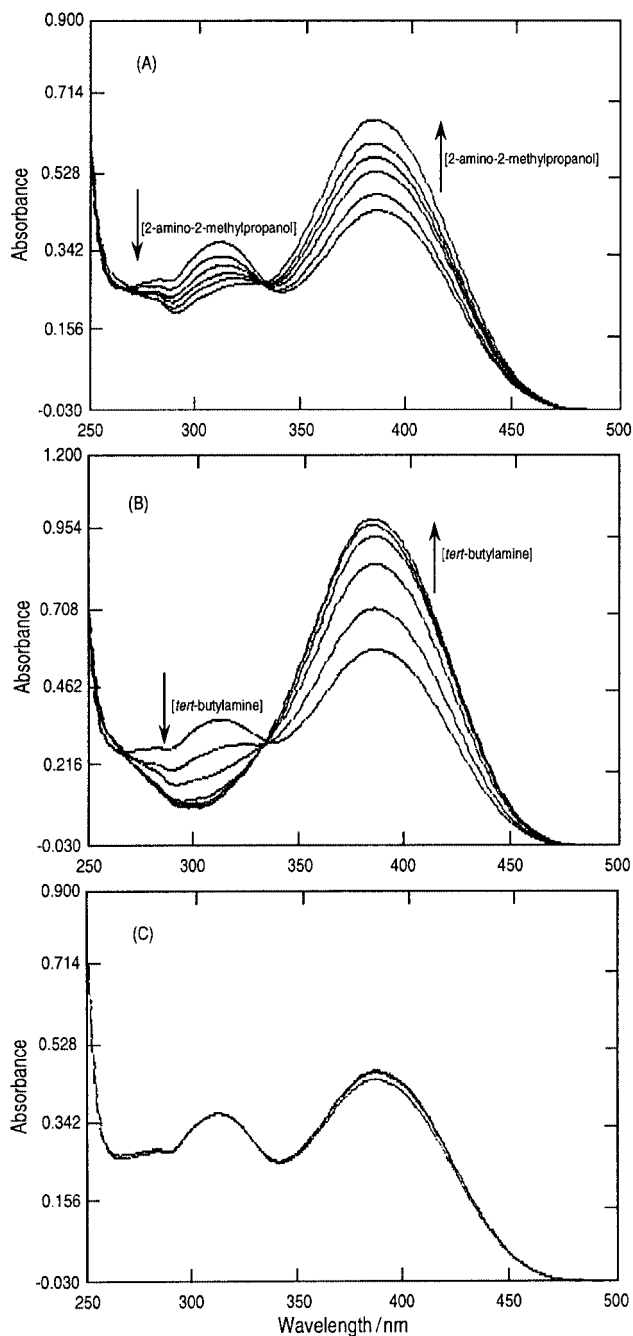 0.900
(A)
0.714
[2-amino-2-methylpropanol]
0.528
[2-amino-2-methylpropanol]
Absorbance
0.342
0.156
-0.030
250 300 350 400 450 500
1.200
(B)
0.954
[tert-butylamine]
0.708
Absorbance
0.462
[tert-butylamine]
0.216
-0.030
250 300 350 400 450 500
0.900
(C)
0.714
0.528
Absorbance
0.342
0.156
-0.030
250 300 350 400 450 500
Wavelength/nm